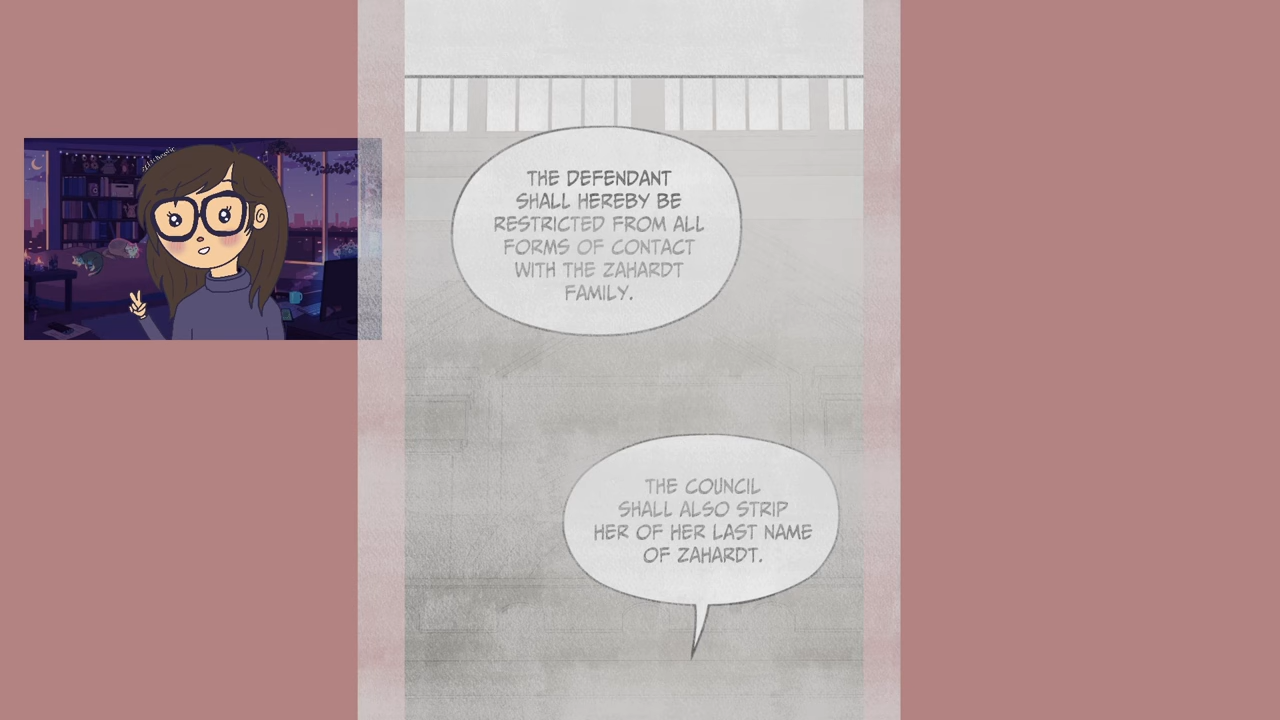 THE DEFENDANT
SHALL HEREBY BE
RESTRICTED FROM ALL
FORMS OF CONTACT
WITH THE ZAHARDT
FAMILY.
THE COUNCIL
SHALL ALSO STRIP
HER OF HER LAST NAME
OF ZAHARDT.